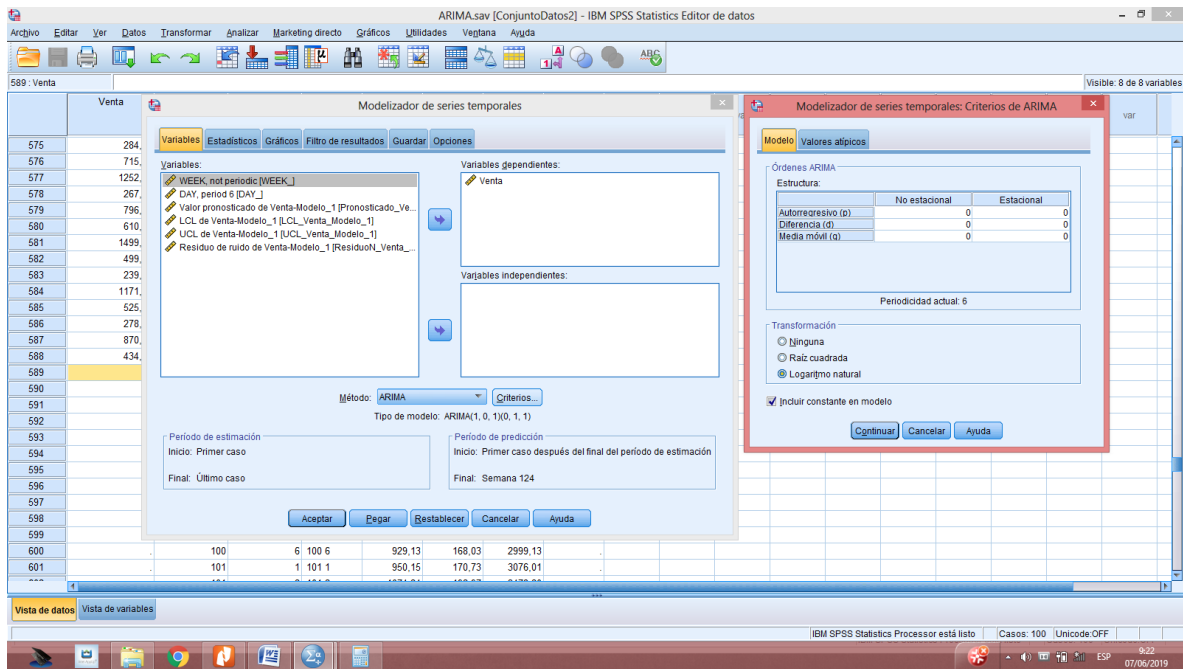 ARIMA.sav [ConjuntoDatos2] - IBM SPSS Statistics Editor de datos
Archivo Editar Ver Datos Transformar Analizar Marketing directo Gráficos Utilidades Ventana Ayuda
589 : Venta
Visible: 8 de 8 variables
Venta
var
575 284,
576 715,
577 1252,
578 267,
579 796,
580 610,
581 1499,
582 499,
583 239,
584 1171,
585 525,
586 278,
587 870,
588 434,
589
590
591
592
593
594
595
596
597
598
599
600 . 100 6 100 6 929,13 168,03 2999,13 .
601 . 101 1 101 1 950,15 170,73 3076,01 .
Modelizador de series temporales
Variables Estadísticos Gráficos Filtro de resultados Guardar Opciones
Variables:
WEEK, not periodic [WEEK_]
DAY, period 6 [DAY_]
Valor pronosticado de Venta-Modelo_1 [Pronosticado_Ve...
LCL de Venta-Modelo_1 [LCL_Venta_Modelo_1]
UCL de Venta-Modelo_1 [UCL_Venta_Modelo_1]
Residuo de ruido de Venta-Modelo_1 [ResiduoN_Venta_...
Variables dependientes:
Venta
Variables independientes:
Método: ARIMA Criterios...
Tipo de modelo: ARIMA(1, 0, 1)(0, 1, 1)
Período de estimación
Inicio: Primer caso
Final: Último caso
Período de predicción
Inicio: Primer caso después del final del período de estimación
Final: Semana 124
Aceptar Pegar Restablecer Cancelar Ayuda
Modelizador de series temporales: Criterios de ARIMA
Modelo Valores atípicos
Órdenes ARIMA
Estructura:
No estacional Estacional
Autorregresivo (p) 0 0
Diferencia (d) 0 0
Media móvil (q) 0 0
Periodicidad actual: 6
Transformación
Ninguna
Raíz cuadrada
Logaritmo natural
Incluir constante en modelo
Continuar Cancelar Ayuda
Vista de datos Vista de variables
IBM SPSS Statistics Processor está listo Casos: 100 Unicode:OFF
ESP
9:22
07/06/2019